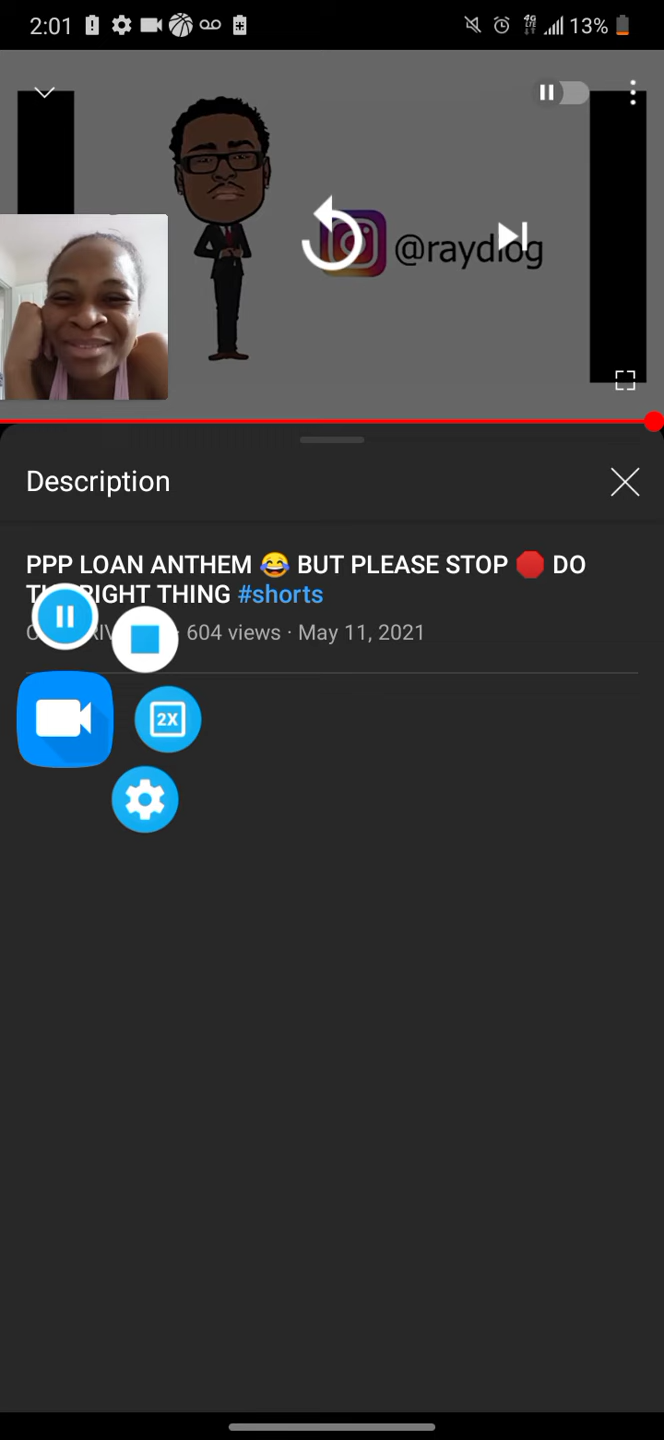 2:01
13%
@raydlog
Description
PPP LOAN ANTHEM 😂 BUT PLEASE STOP 🛑 DO
RIGHT THING #shorts
604 views · May 11, 2021
2X